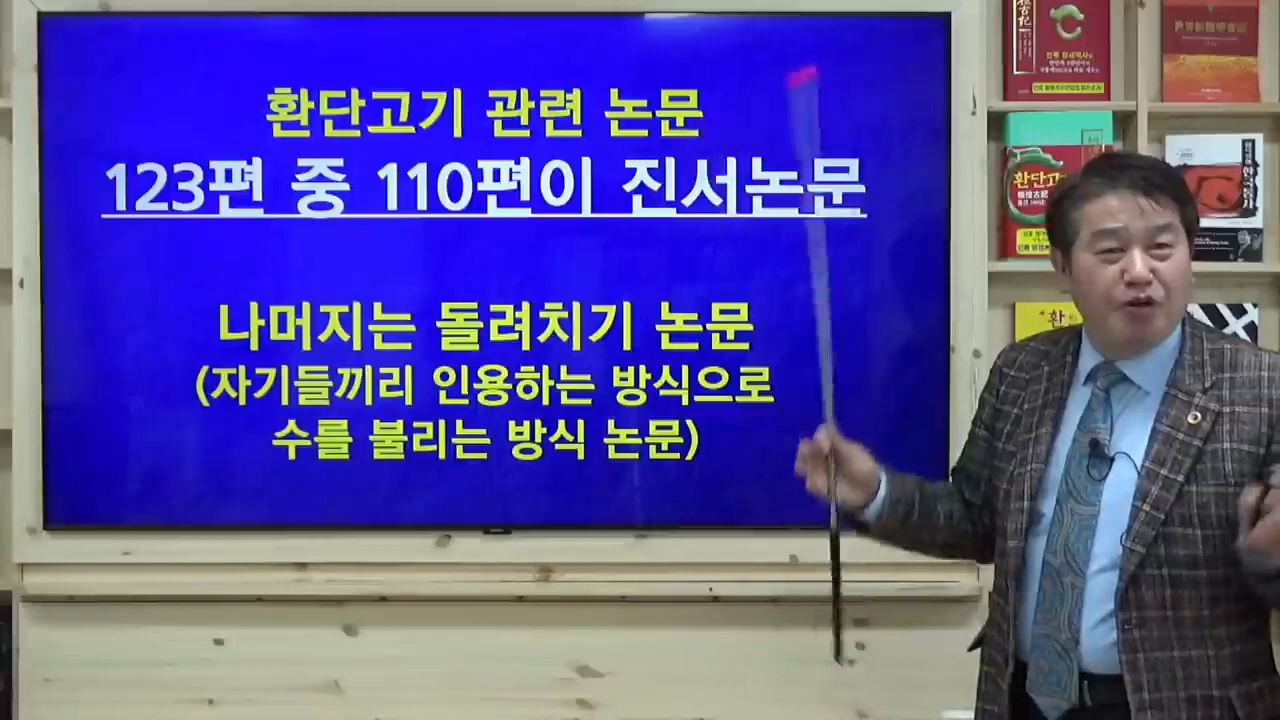 환단고기 관련 논문
123편 중 110편이 진서논문
나머지는 돌려치기 논문
(자기들끼리 인용하는 방식으로
수를 불리는 방식 논문)
환단고